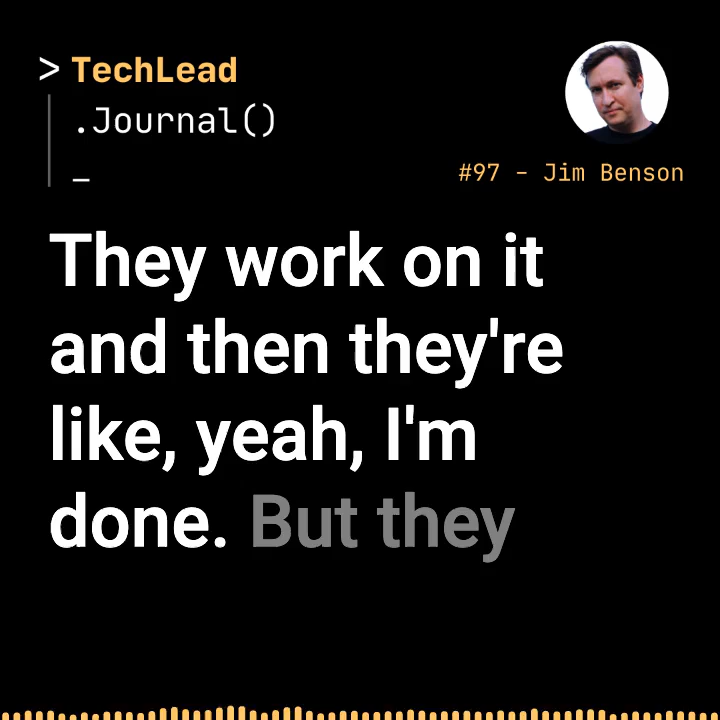 > TechLead
.Journal()
_
#97 - Jim Benson
They work on it
and then they're
like, yeah, I'm
done. But they